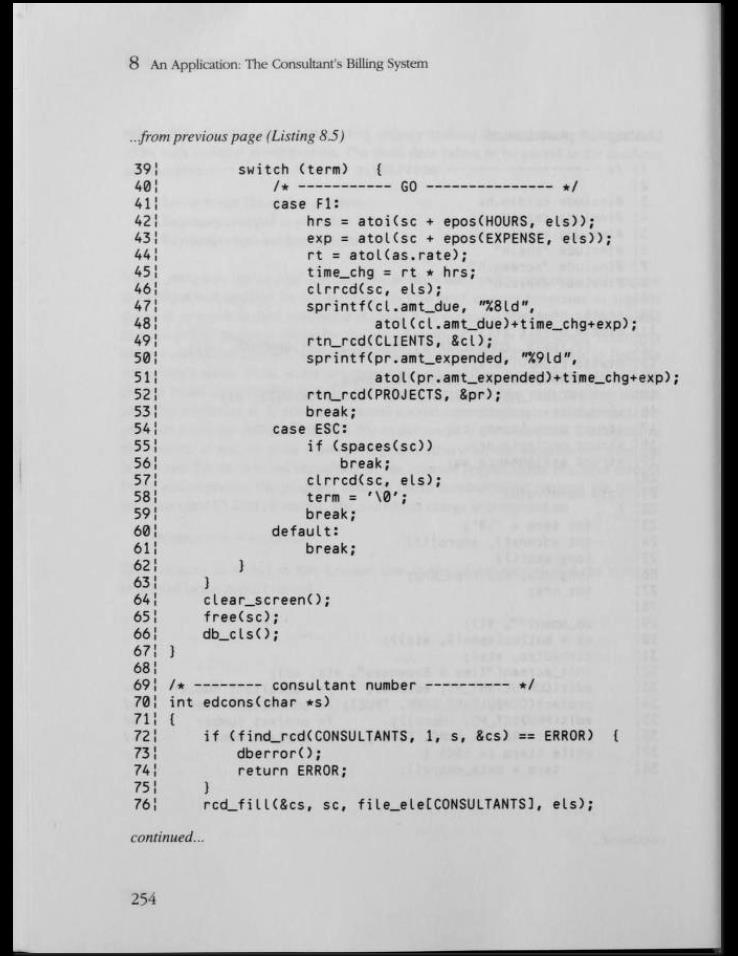 8 An Application: The Consultant's Billing System
...from previous page (Listing 8.5)
39¦         switch (term)   {
40¦             /* ----------- GO --------------- */
41¦             case F1:
42¦                 hrs = atoi(sc + epos(HOURS, els));
43¦                 exp = atol(sc + epos(EXPENSE, els));
44¦                 rt = atol(as.rate);
45¦                 time_chg = rt * hrs;
46¦                 clrrcd(sc, els);
47¦                 sprintf(cl.amt_due, "%8ld",
48¦                         atol(cl.amt_due)+time_chg+exp);
49¦                 rtn_rcd(CLIENTS, &cl);
50¦                 sprintf(pr.amt_expended, "%9ld",
51¦                         atol(pr.amt_expended)+time_chg+exp);
52¦                 rtn_rcd(PROJECTS, &pr);
53¦                 break;
54¦             case ESC:
55¦                 if (spaces(sc))
56¦                     break;
57¦                 clrrcd(sc, els);
58¦                 term = '\0';
59¦                 break;
60¦             default:
61¦                 break;
62¦         }
63¦     }
64¦     clear_screen();
65¦     free(sc);
66¦     db_cls();
67¦ }
68¦
69¦ /* -------- consultant number ---------- */
70¦ int edcons(char *s)
71¦ {
72¦     if (find_rcd(CONSULTANTS, 1, s, &cs) == ERROR)  {
73¦         dberror();
74¦         return ERROR;
75¦     }
76¦     rcd_fill(&cs, sc, file_ele[CONSULTANTS], els);
continued...
254